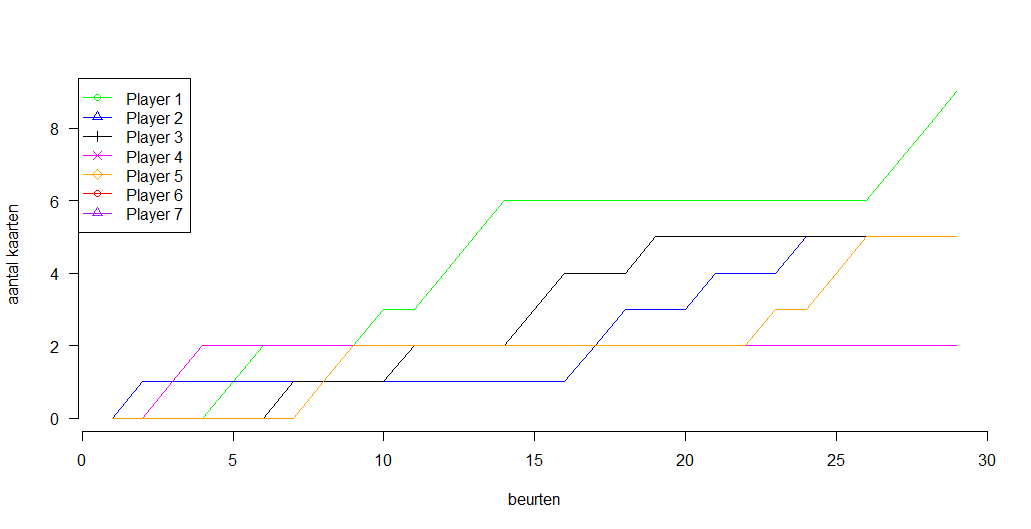 Player 1
Player 2
Player 3
Player 4
Player 5
Player 6
Player 7
aantal kaarten
8
6
4
2
0
0 5 10 15 20 25 30
beurten